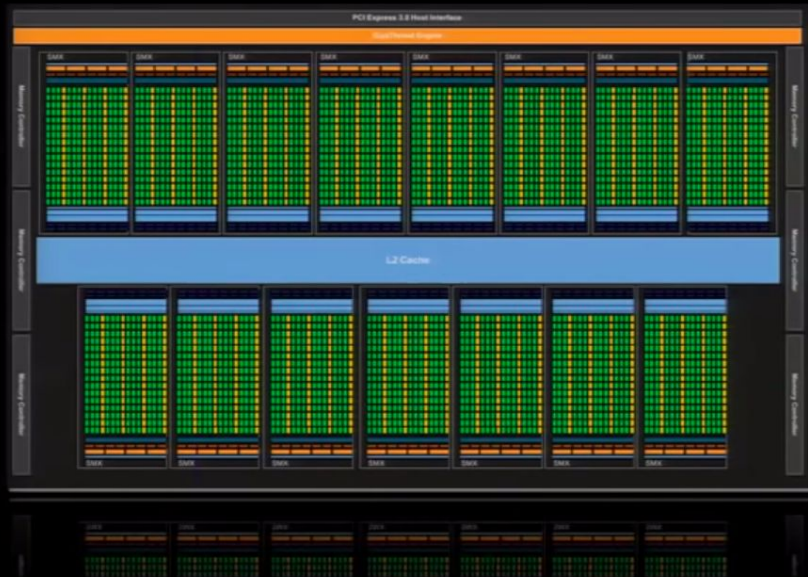 PCI Express 3.0 Host Interface
GigaThread Engine
SMX SMX SMX SMX SMX SMX SMX SMX
Memory Controller
Memory Controller
Memory Controller
Memory Controller
L2 Cache
Memory Controller
Memory Controller
SMX SMX SMX SMX SMX SMX SMX